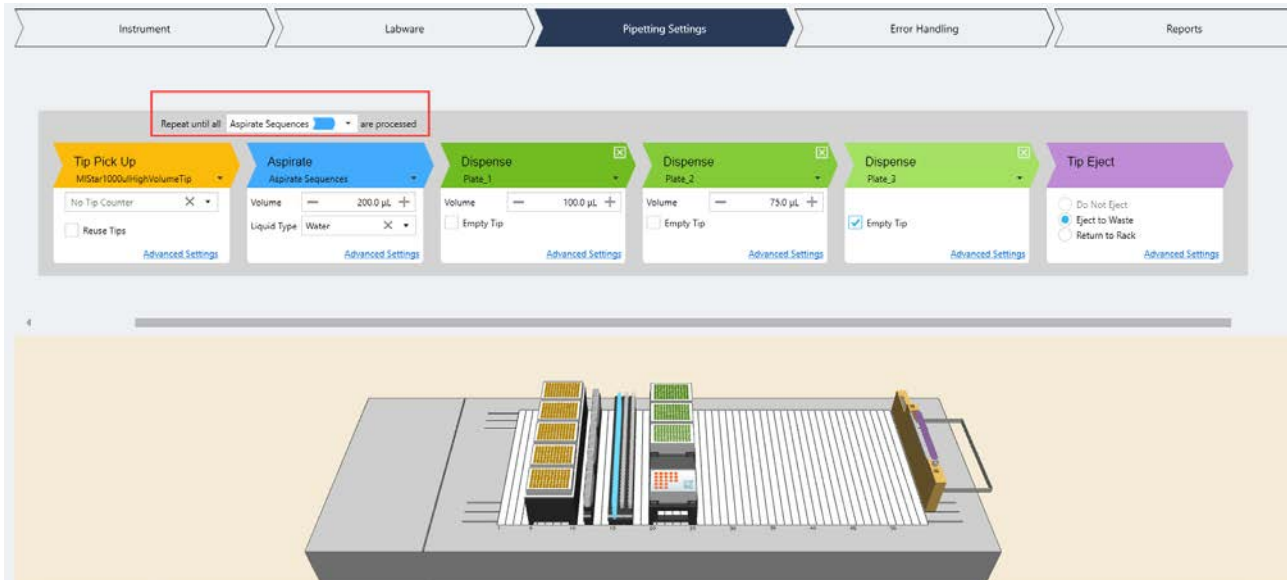 Instrument
Labware
Pipetting Settings
Error Handling
Reports
Repeat until all Aspirate Sequences are processed
Tip Pick Up
MlStar1000ulHighVolumeTip
No Tip Counter
Reuse Tips
Advanced Settings
Aspirate
Aspirate Sequences
Volume 200.0 µL
Liquid Type Water
Advanced Settings
Dispense
Plate_1
Volume 100.0 µL
Empty Tip
Advanced Settings
Dispense
Plate_2
Volume 75.0 µL
Empty Tip
Advanced Settings
Dispense
Plate_3
Empty Tip
Advanced Settings
Tip Eject
Do Not Eject
Eject to Waste
Return to Rack
Advanced Settings